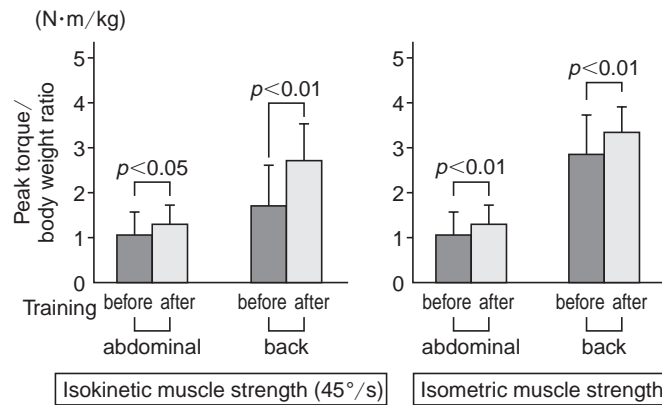 (N·m/kg)
Peak torque/
body weight ratio
5
4
3
2
1
0
p<0.05
p<0.01
Training
before after
before after
abdominal
back
Isokinetic muscle strength (45°/s)
5
4
3
2
1
0
p<0.01
p<0.01
before after
before after
abdominal
back
Isometric muscle strength